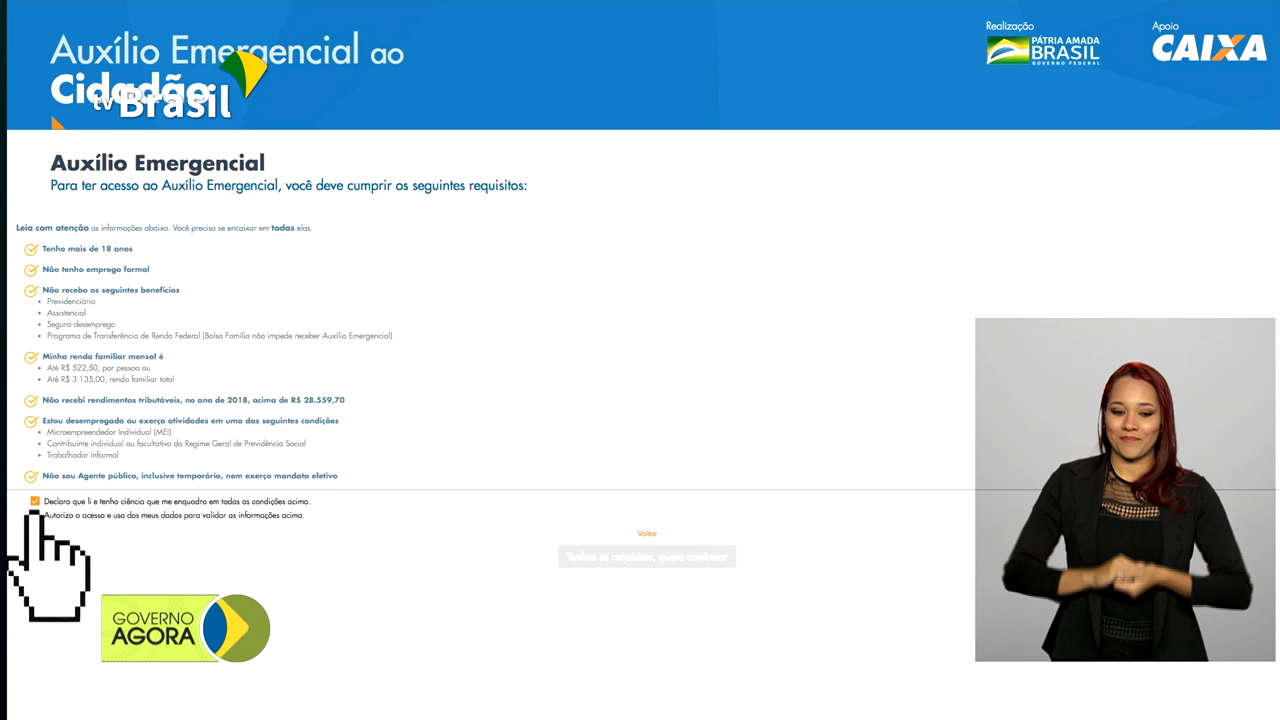 Auxílio Emergencial ao
Cidadão
tv Brasil
Realização
PÁTRIA AMADA
BRASIL
GOVERNO FEDERAL
Apoio
CAIXA
Auxílio Emergencial
Para ter acesso ao Auxílio Emergencial, você deve cumprir os seguintes requisitos:
Leia com atenção as informações abaixo. Você precisa se encaixar em todas elas.
Tenho mais de 18 anos
Não tenho emprego formal
Não recebo os seguintes benefícios
Previdenciário
Assistencial
Seguro-desemprego
Programa de Transferência de Renda Federal (Bolsa Família não impede receber Auxílio Emergencial).
Minha renda familiar mensal é
Até R$ 522,50, por pessoa ou
Até R$ 3.135,00, renda familiar total
Não recebi rendimentos tributáveis, no ano de 2018, acima de R$ 28.559,70
Estou desempregado ou exerço atividades em uma das seguintes condições
Microempreendedor Individual (MEI)
Contribuinte individual ou facultativo do Regime Geral de Previdência Social
Trabalhador Informal
Não sou Agente público, inclusive temporário, nem exerço mandato eletivo
Declaro que li e tenho ciência que me enquadro em todas as condições acima.
Autorizo o acesso e uso dos meus dados para validar as informações acima.
Voltar
Tenhos os requisitos, quero continuar
GOVERNO
AGORA